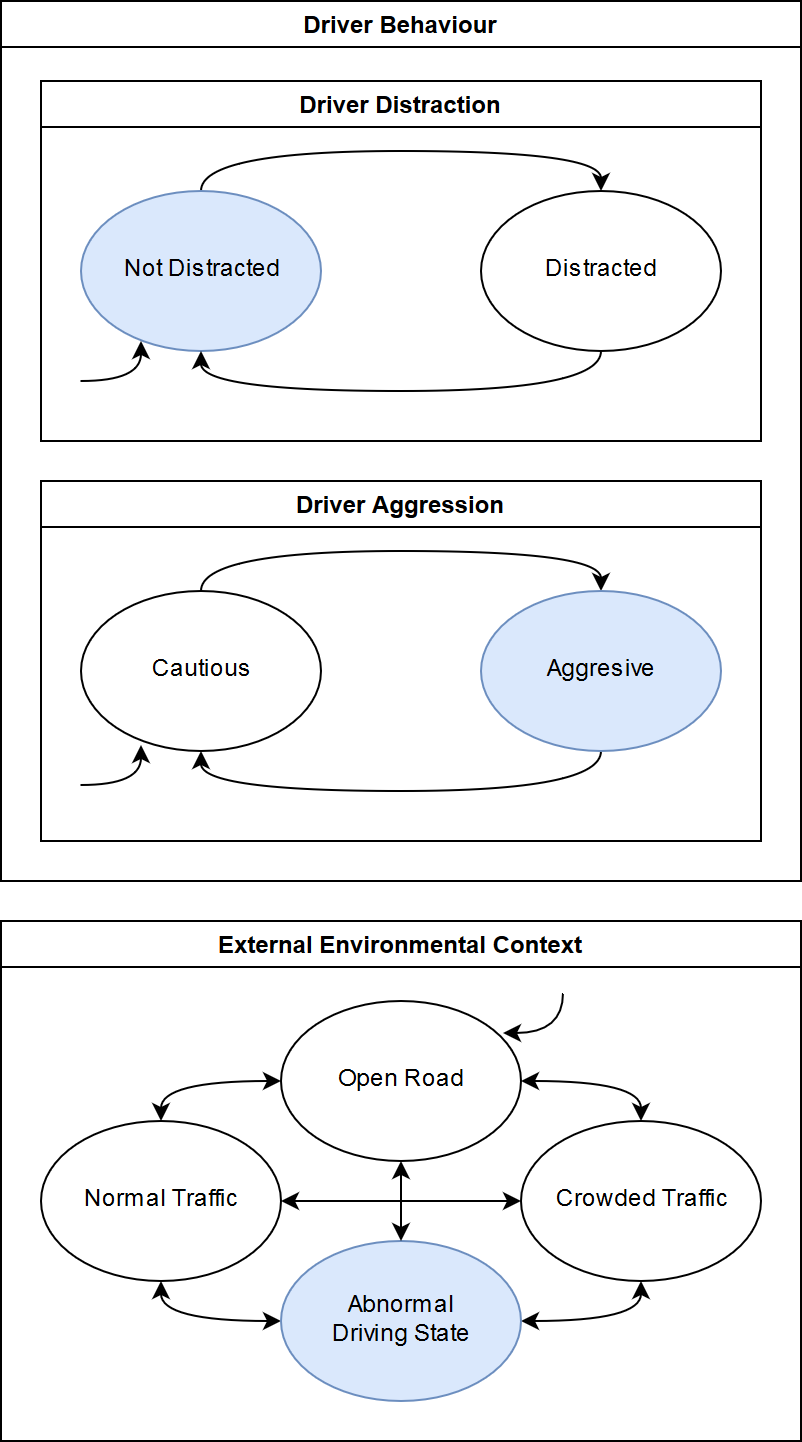 Driver Behaviour
Driver Distraction
Not Distracted
Distracted
Driver Aggression
Cautious
Aggresive
External Environmental Context
Open Road
Normal Traffic
Crowded Traffic
Abnormal
Driving State